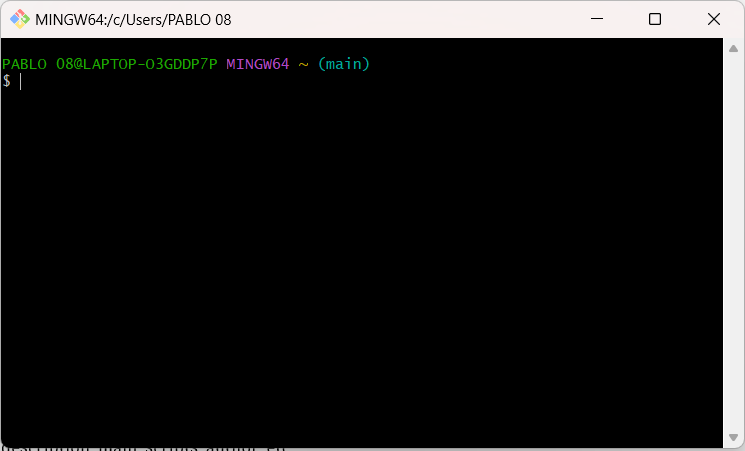 MINGW64:/c/Users/PABLO 08
PABLO 08@LAPTOP-O3GDDP7P MINGW64 ~ (main)
$